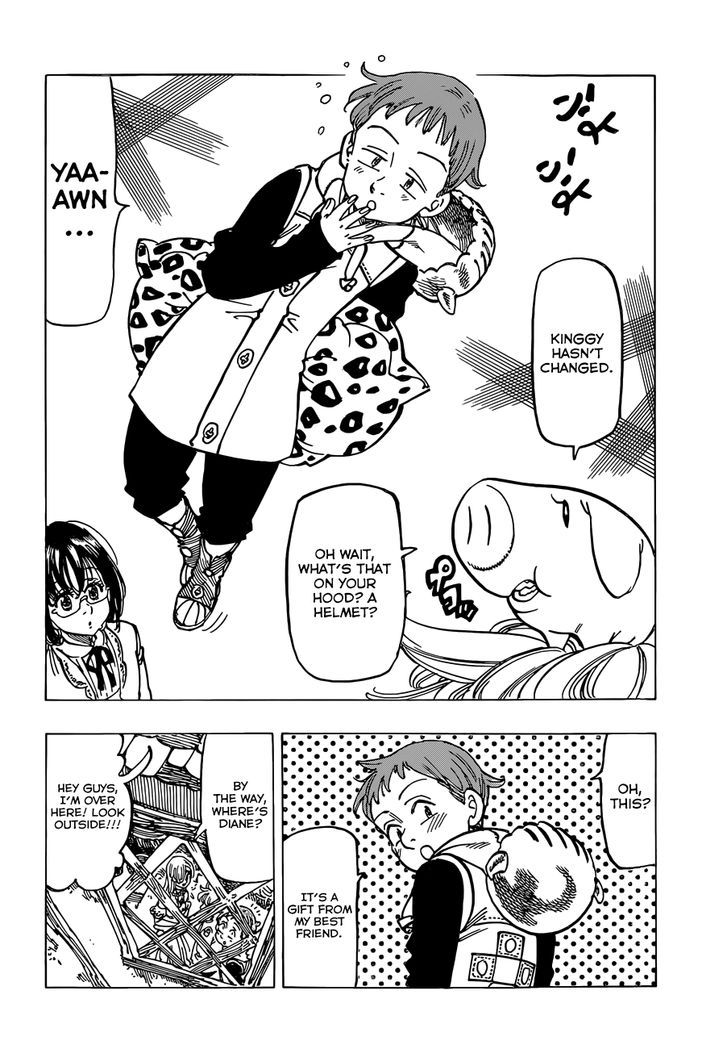 YAA-
AWN
...
KINGGY
HASN'T
CHANGED.
OH WAIT,
WHAT'S THAT
ON YOUR
HOOD? A
HELMET?
OH,
THIS?
IT'S A
GIFT FROM
MY BEST
FRIEND.
BY
THE WAY,
WHERE'S
DIANE?
HEY GUYS,
I'M OVER
HERE! LOOK
OUTSIDE!!!